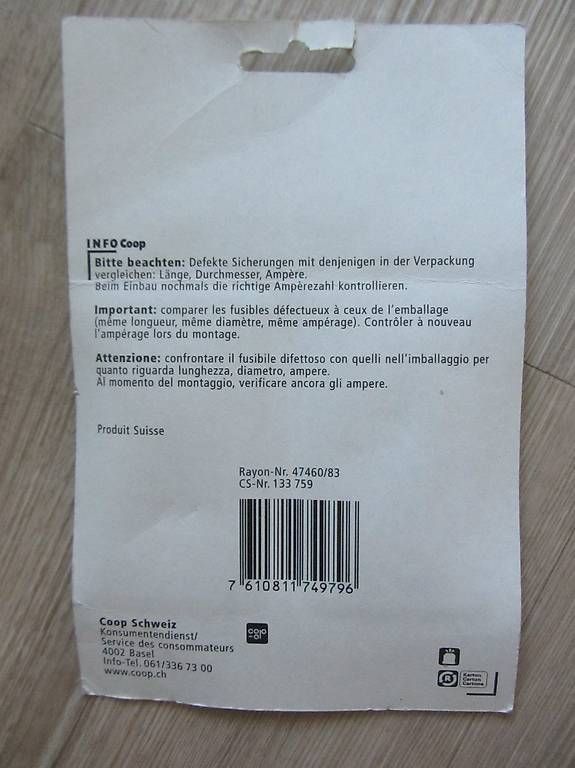 INFO Coop
Bitte beachten: Defekte Sicherungen mit denjenigen in der Verpackung
vergleichen: Länge, Durchmesser, Ampère.
Beim Einbau nochmals die richtige Ampèrezahl kontrollieren.
Important: comparer les fusibles défectueux à ceux de l'emballage
(même longueur, même diamètre, même ampérage). Contrôler à nouveau
l'ampérage lors du montage.
Attenzione: confrontare il fusibile difettoso con quelli nell'imballaggio per
quanto riguarda lunghezza, diametro, ampere.
Al momento del montaggio, verificare ancora gli ampere.
Produit Suisse
Rayon-Nr. 47460/83
CS-Nr. 133 759
7 610811 749796
Coop Schweiz
Konsumentendienst/
Service des consommateurs
4002 Basel
Info-Tel. 061/336 73 00
www.coop.ch
coop
R
Karton
Carton
Cartone